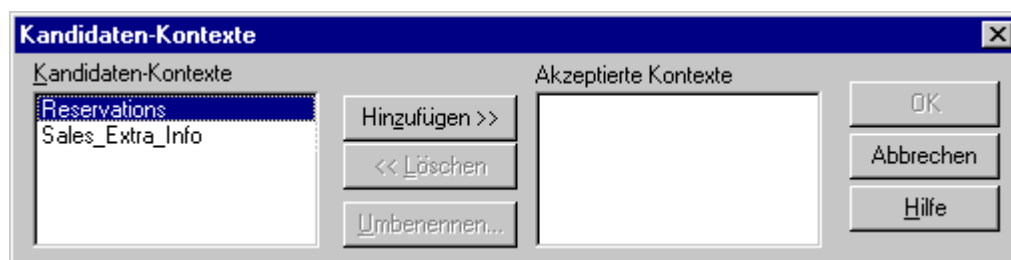 Kandidaten-Kontexte
Kandidaten-Kontexte
Reservations
Sales_Extra_Info
Hinzufügen >>
<< Löschen
Umbenennen...
Akzeptierte Kontexte
OK
Abbrechen
Hilfe